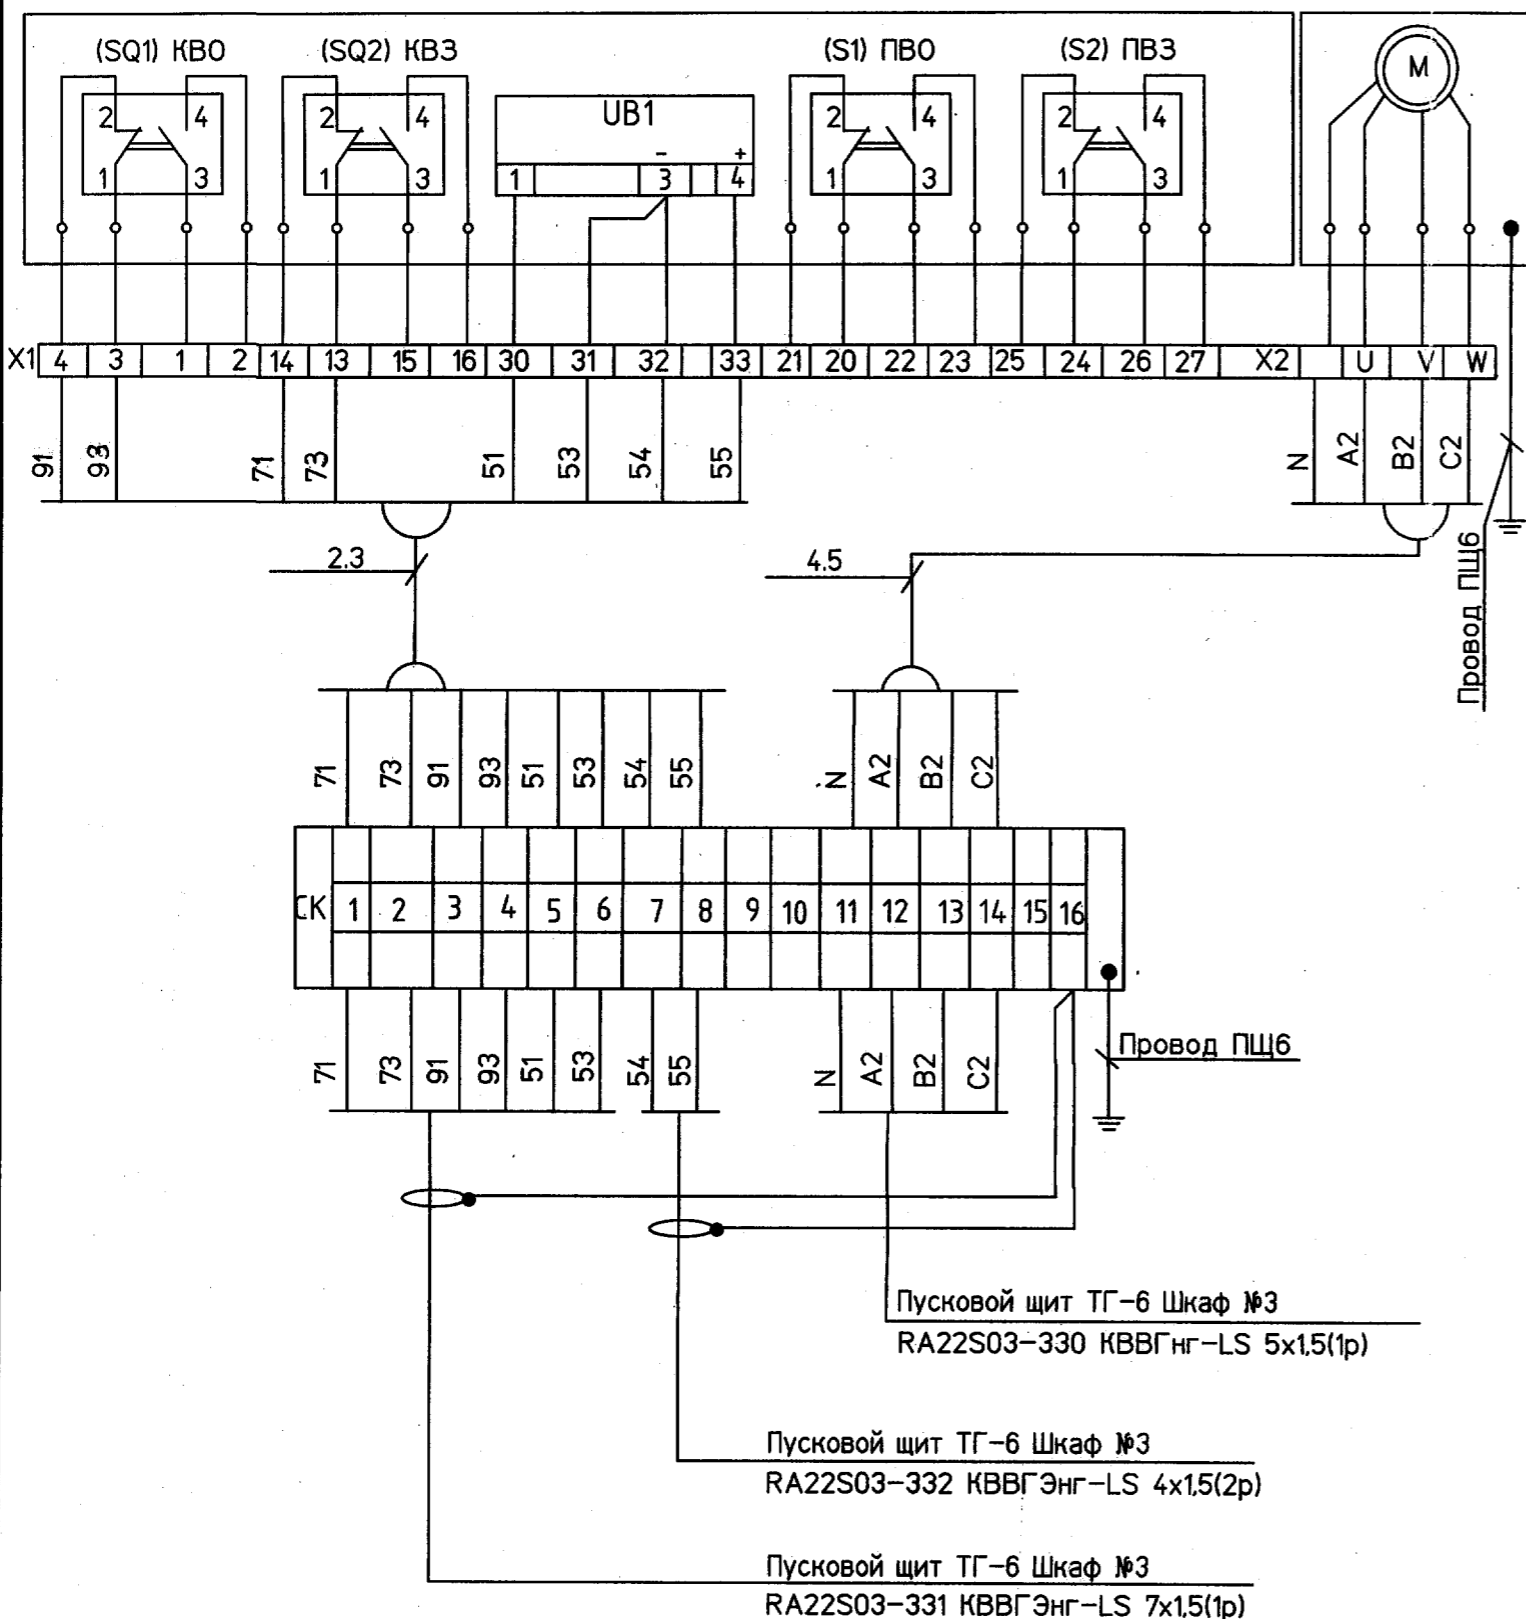 (SQ1) КВО (SQ2) КВЗ (S1) ПВО (S2) ПВЗ M
2 4 2 4 UB1 2 4 2 4
- +
1 3 1 3 1 3 4 1 3 1 3
X1 4 3 1 2 14 13 15 16 30 31 32 33 21 20 22 23 25 24 26 27 X2 U V W
91 93 71 73 51 53 54 55 N A2 B2 C2
2.3 4.5
Провод ПЩ6
71 73 91 93 51 53 54 55 N A2 B2 C2
СК 1 2 3 4 5 6 7 8 9 10 11 12 13 14 15 16
71 73 91 93 51 53 54 55 N A2 B2 C2
Провод ПЩ6
Пусковой щит ТГ-6 Шкаф №3
RA22S03-330 КВВГнг-LS 5x1,5(1р)
Пусковой щит ТГ-6 Шкаф №3
RA22S03-332 КВВГЭнг-LS 4x1,5(2р)
Пусковой щит ТГ-6 Шкаф №3
RA22S03-331 КВВГЭнг-LS 7x1,5(1р)